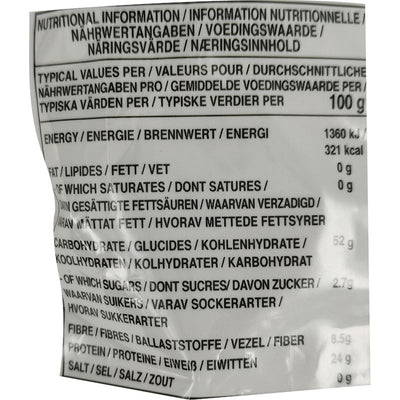 NUTRITIONAL INFORMATION / INFORMATION NUTRITIONNELLE /
NÄHRWERTANGABEN / VOEDINGSWAARDE /
NÄRINGSVÄRDE / NÆRINGSINNHOLD
TYPICAL VALUES PER / VALEURS POUR / DURCHSCHNITTLICHE
NÄHRWERTANGABEN PRO / GEMIDDELDE VOEDINGSWAARDE PER /
TYPISKA VÄRDEN PER / TYPISKE VERDIER PER 100 g
ENERGY / ENERGIE / BRENNWERT / ENERGI 1360 kJ /
321 kcal
FAT / LIPIDES / FETT / VET 0 g
- OF WHICH SATURATES / DONT SATURES / 0 g
DAVON GESÄTTIGTE FETTSÄUREN / WAARVAN VERZADIGD /
VARAV MÄTTAT FETT / HVORAV METTEDE FETTSYRER
CARBOHYDRATE / GLUCIDES / KOHLENHYDRATE / 52 g
KOOLHYDRATEN / KOLHYDRATER / KARBOHYDRAT
- OF WHICH SUGARS / DONT SUCRES / DAVON ZUCKER / 2.7g
WAARVAN SUIKERS / VARAV SOCKERARTER /
HVORAV SUKKERARTER
FIBRE / FIBRES / BALLASTSTOFFE / VEZEL / FIBER 8.5g
PROTEIN / PROTEINE / EIWEIß / EIWITTEN 24 g
SALT / SEL / SALZ / ZOUT 0 g